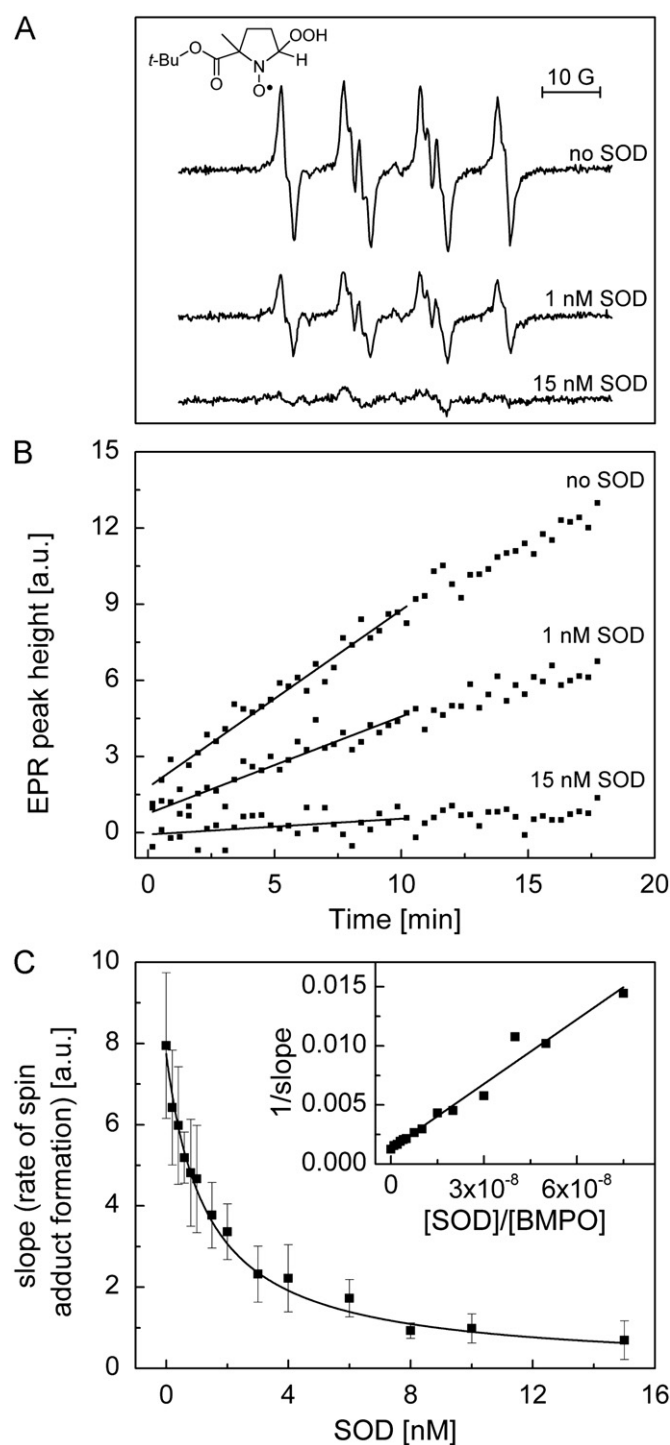 A
OOH
t-Bu
O
H
N
O
O•
10 G
no SOD
1 nM SOD
15 nM SOD
B
EPR peak height [a.u.]
15
12
9
6
3
0
no SOD
1 nM SOD
15 nM SOD
0
5
10
15
20
Time [min]
C
slope (rate of spin
adduct formation) [a.u.]
10
8
6
4
2
0
1/slope
0.015
0.010
0.005
0.000
0
3x10-8
6x10-8
[SOD]/[BMPO]
0
4
8
12
16
SOD [nM]